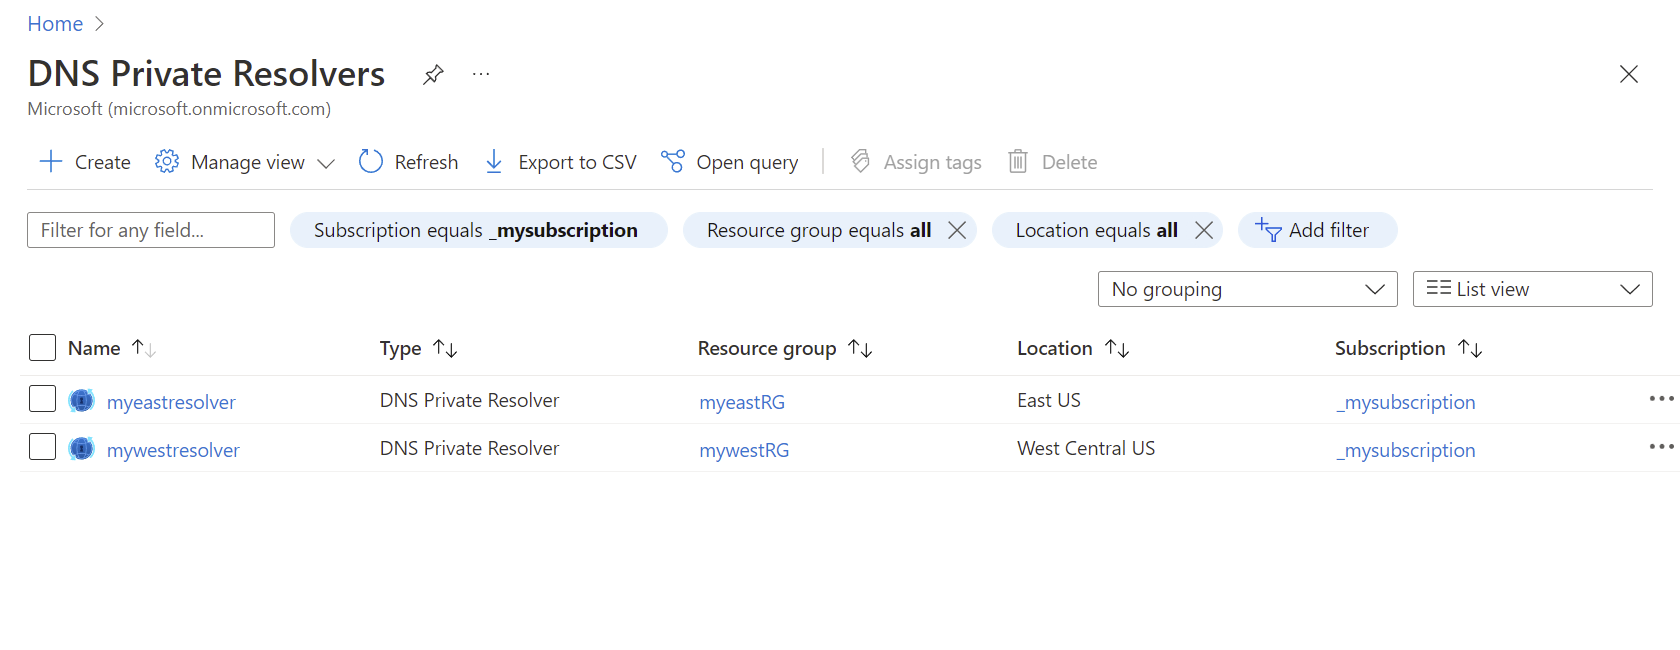 Home
DNS Private Resolvers
Microsoft (microsoft.onmicrosoft.com)
Create Manage view Refresh Export to CSV Open query Assign tags Delete
Filter for any field... Subscription equals _mysubscription Resource group equals all Location equals all Add filter
No grouping List view
Name Type Resource group Location Subscription
myeastresolver DNS Private Resolver myeastRG East US _mysubscription
mywestresolver DNS Private Resolver mywestRG West Central US _mysubscription